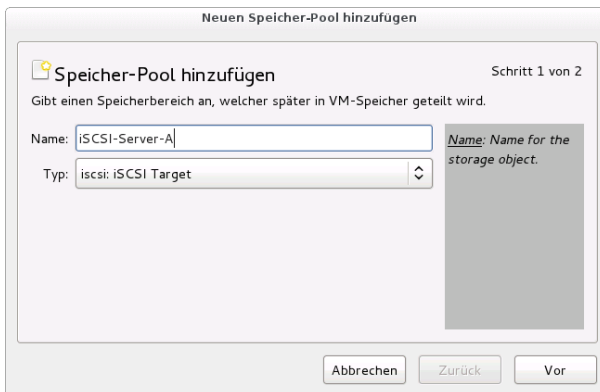 Neuen Speicher-Pool hinzufügen
Speicher-Pool hinzufügen
Schritt 1 von 2
Gibt einen Speicherbereich an, welcher später in VM-Speicher geteilt wird.
Name: iSCSI-Server-A
Typ: iscsi: iSCSI Target
Name: Name for the
storage object.
Abbrechen
Zurück
Vor